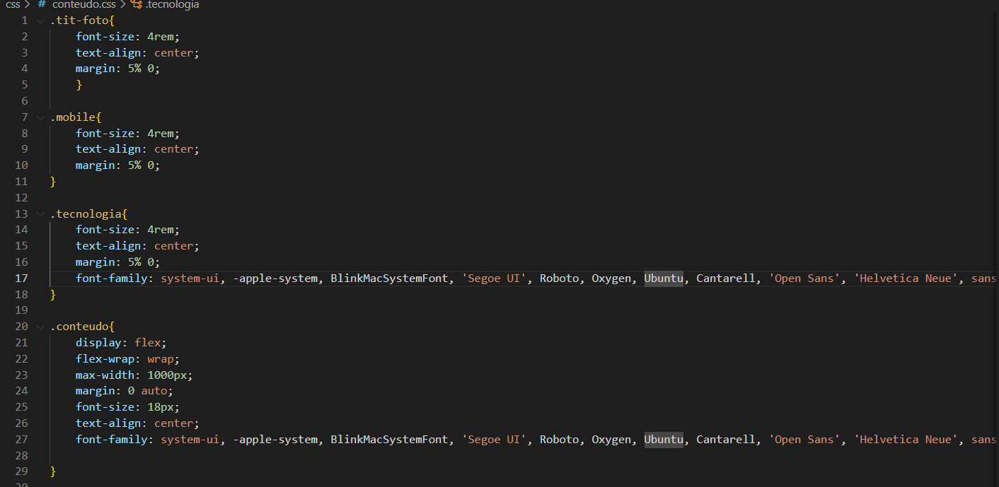 css > # conteudo.css > .tecnologia
1 .tit-foto{
2 font-size: 4rem;
3 text-align: center;
4 margin: 5% 0;
5 }
6
7 .mobile{
8 font-size: 4rem;
9 text-align: center;
10 margin: 5% 0;
11 }
12
13 .tecnologia{
14 font-size: 4rem;
15 text-align: center;
16 margin: 5% 0;
17 font-family: system-ui, -apple-system, BlinkMacSystemFont, 'Segoe UI', Roboto, Oxygen, Ubuntu, Cantarell, 'Open Sans', 'Helvetica Neue', sans
18 }
19
20 .conteudo{
21 display: flex;
22 flex-wrap: wrap;
23 max-width: 1000px;
24 margin: 0 auto;
25 font-size: 18px;
26 text-align: center;
27 font-family: system-ui, -apple-system, BlinkMacSystemFont, 'Segoe UI', Roboto, Oxygen, Ubuntu, Cantarell, 'Open Sans', 'Helvetica Neue', sans
28
29 }
30